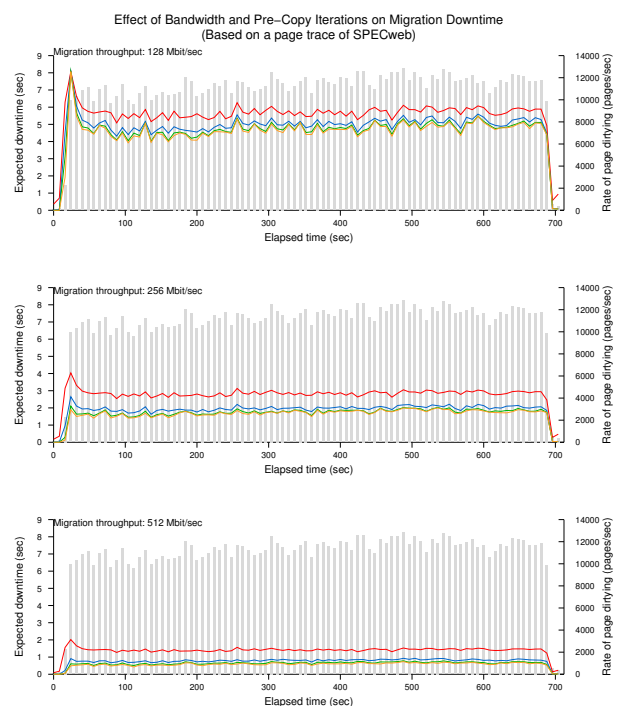 Effect of Bandwidth and Pre−Copy Iterations on Migration Downtime
(Based on a page trace of SPECweb)
Migration throughput: 128 Mbit/sec
Expected downtime (sec)
0 1 2 3 4 5 6 7 8 9
Rate of page dirtying (pages/sec)
0 2000 4000 6000 8000 10000 12000 14000
0 100 200 300 400 500 600 700
Elapsed time (sec)
Migration throughput: 256 Mbit/sec
Expected downtime (sec)
0 1 2 3 4 5 6 7 8 9
Rate of page dirtying (pages/sec)
0 2000 4000 6000 8000 10000 12000 14000
0 100 200 300 400 500 600 700
Elapsed time (sec)
Migration throughput: 512 Mbit/sec
Expected downtime (sec)
0 1 2 3 4 5 6 7 8 9
Rate of page dirtying (pages/sec)
0 2000 4000 6000 8000 10000 12000 14000
0 100 200 300 400 500 600 700
Elapsed time (sec)